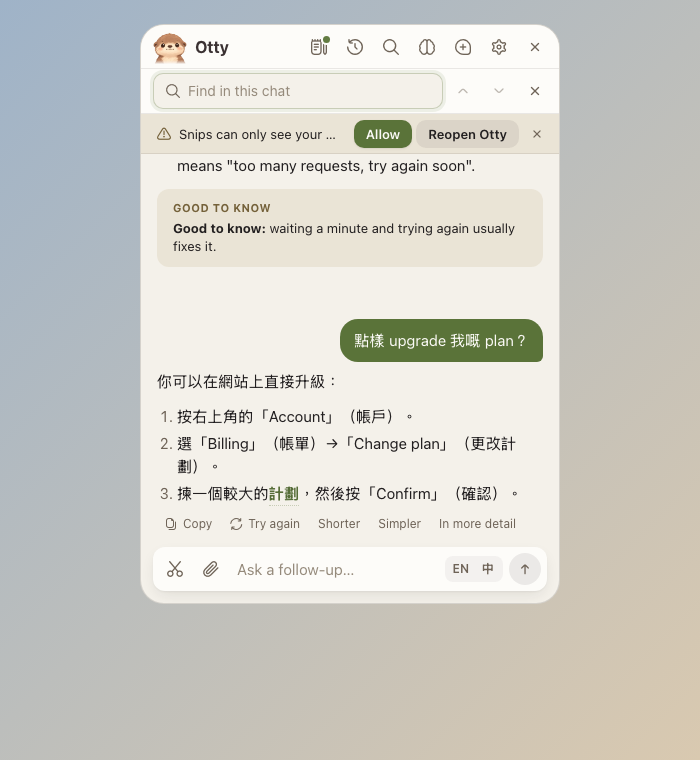 Otty
Find in this chat
Snips can only see your ...
Allow
Reopen Otty
means "too many requests, try again soon".
GOOD TO KNOW
Good to know: waiting a minute and trying again usually
fixes it.
點樣 upgrade 我嘅 plan？
你可以在網站上直接升級：
1. 按右上角的「Account」（帳戶）。
2. 選「Billing」（帳單）→「Change plan」（更改計
劃）。
3. 揀一個較大的計劃，然後按「Confirm」（確認）。
Copy
Try again
Shorter
Simpler
In more detail
Ask a follow-up...
EN 中